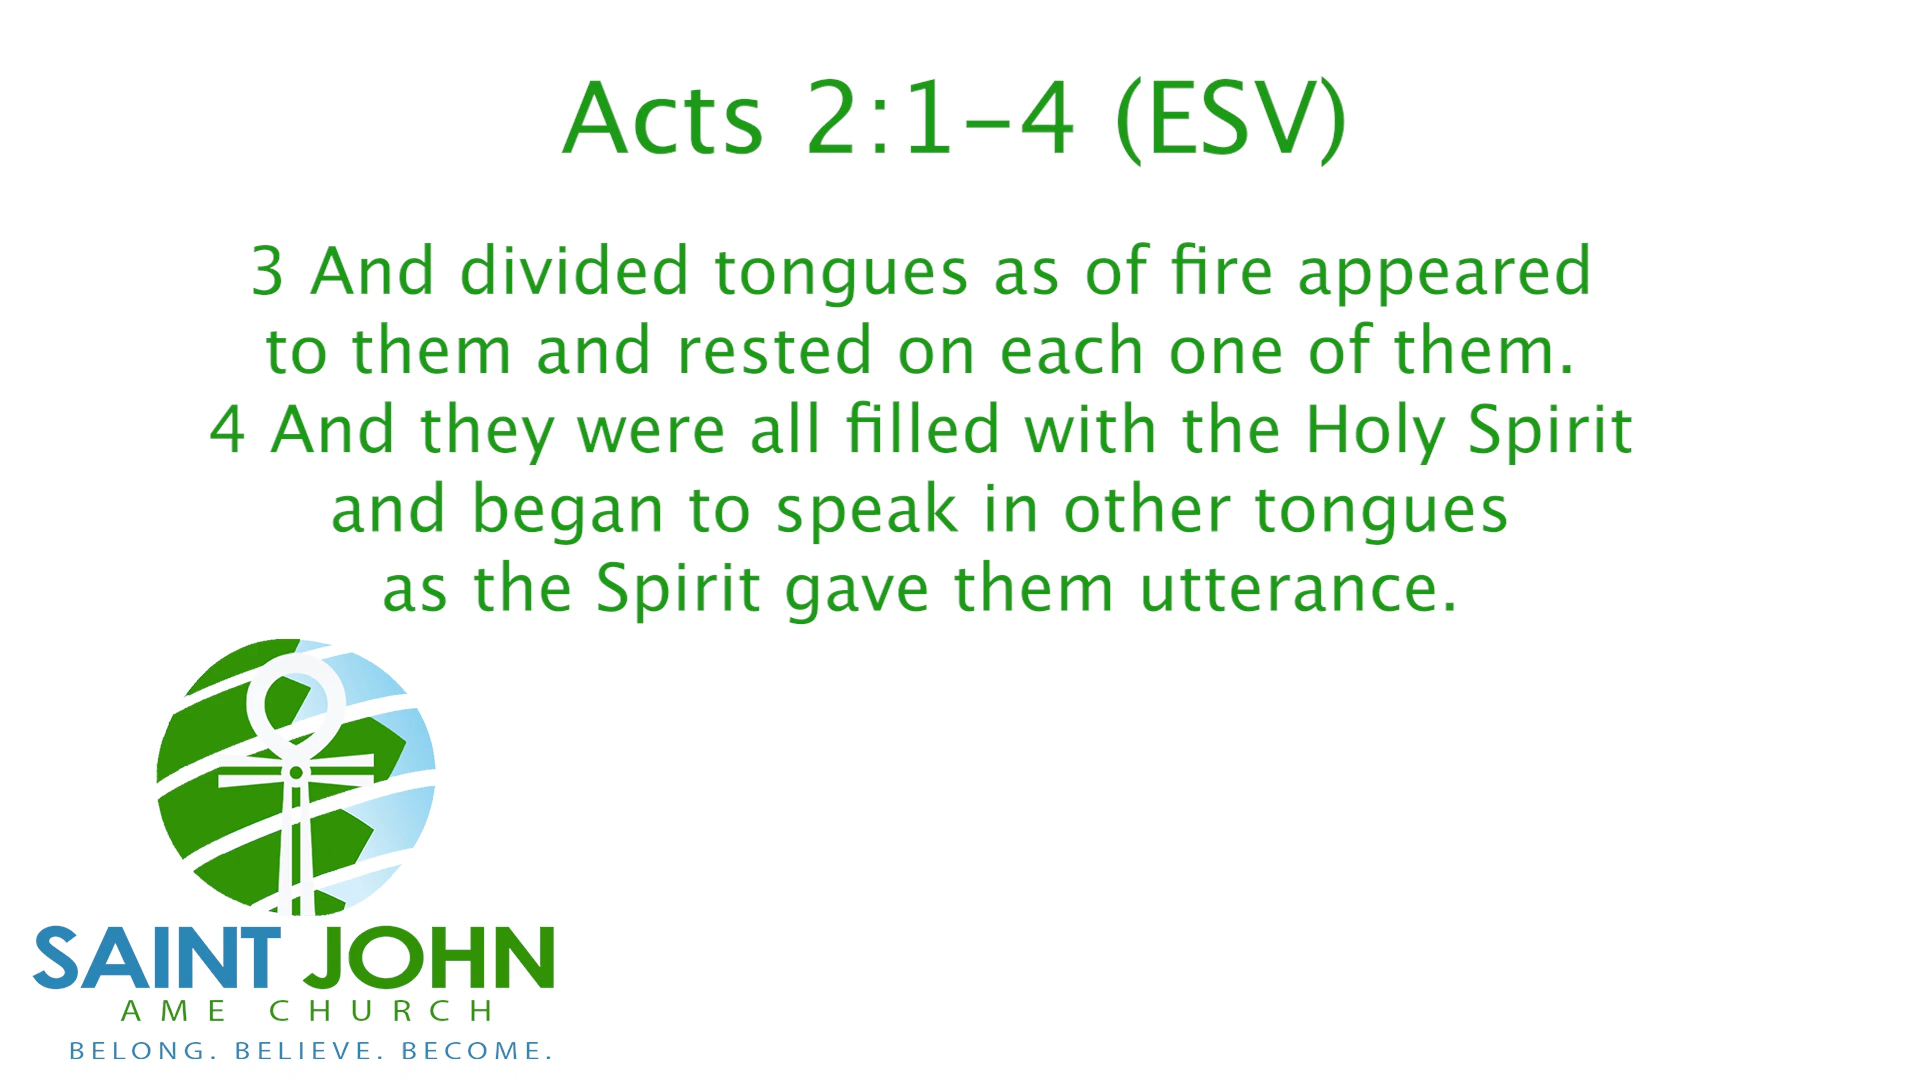 Acts 2:1-4 (ESV)
3 And divided tongues as of fire appeared
to them and rested on each one of them.
4 And they were all filled with the Holy Spirit
and began to speak in other tongues
as the Spirit gave them utterance.
SAINT JOHN
AME CHURCH
BELONG. BELIEVE. BECOME.